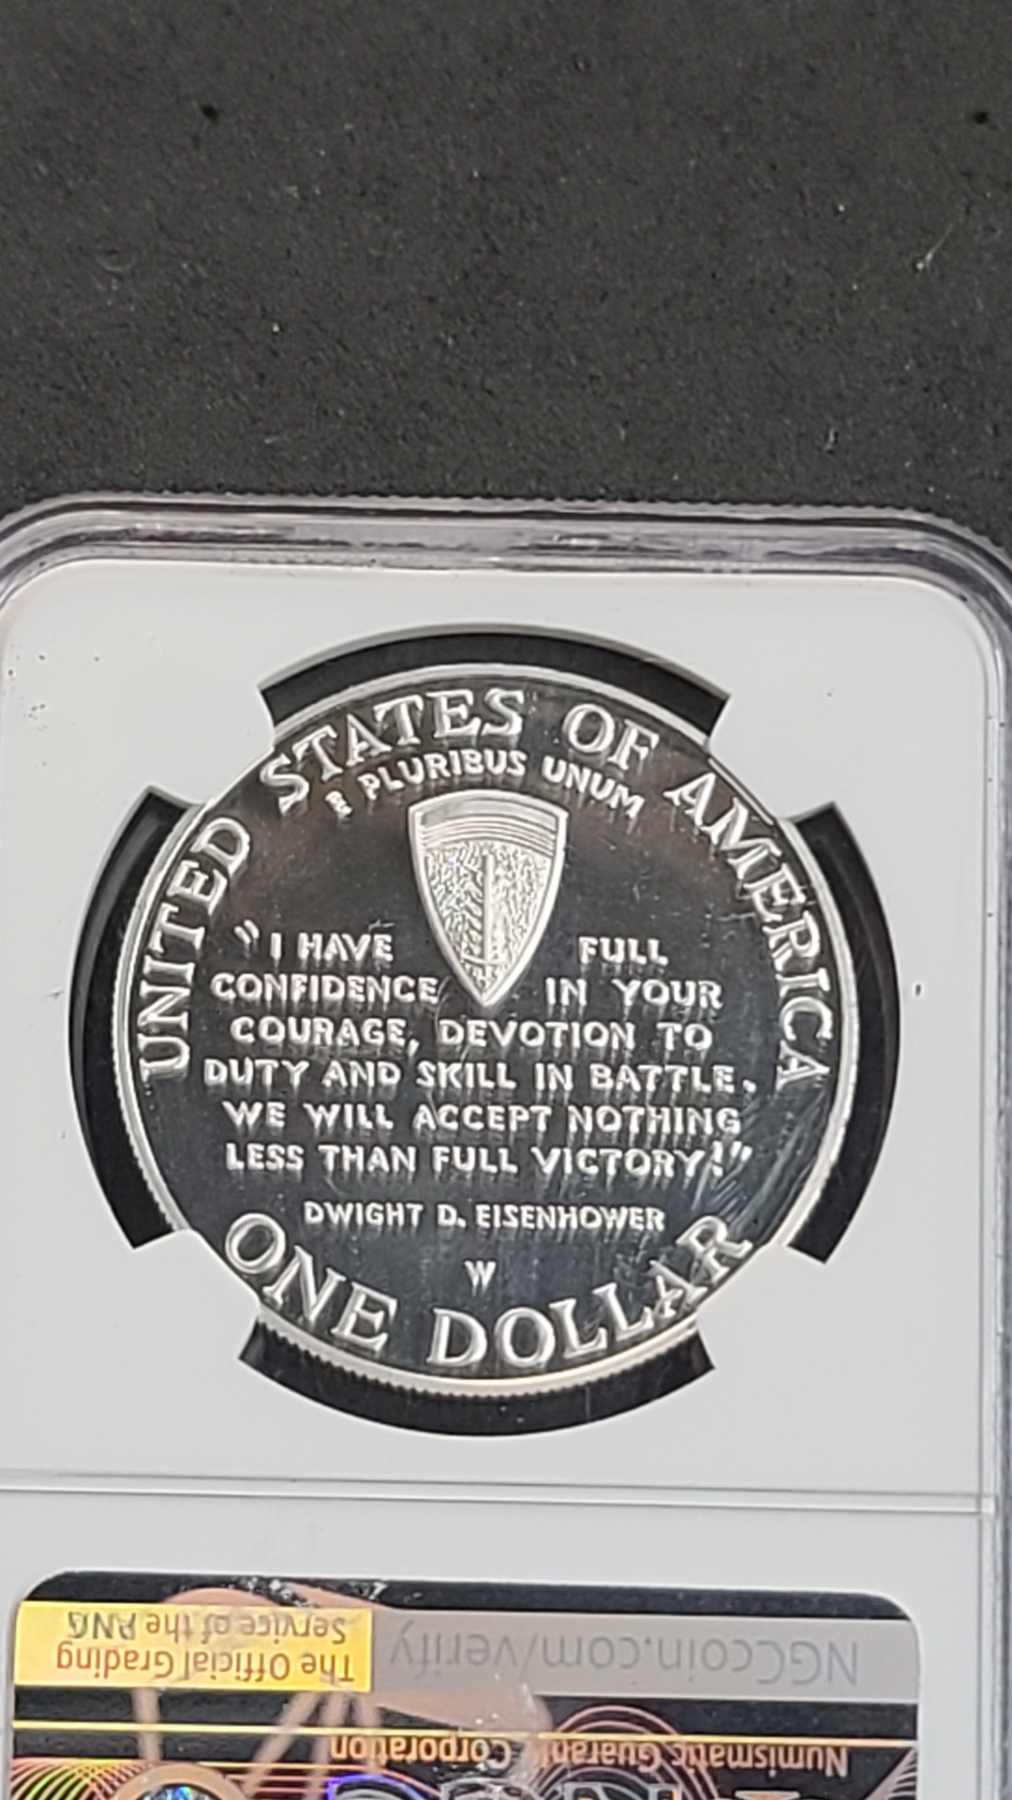 UNITED STATES OF AMERICA
E PLURIBUS UNUM
"I HAVE FULL
CONFIDENCE IN YOUR
COURAGE, DEVOTION TO
DUTY AND SKILL IN BATTLE.
WE WILL ACCEPT NOTHING
LESS THAN FULL VICTORY!"
DWIGHT D. EISENHOWER
W
ONE DOLLAR
NGCcoin.com/verify
The Official Grading
Service of the PNG
Numismatic Guaranty Corporation